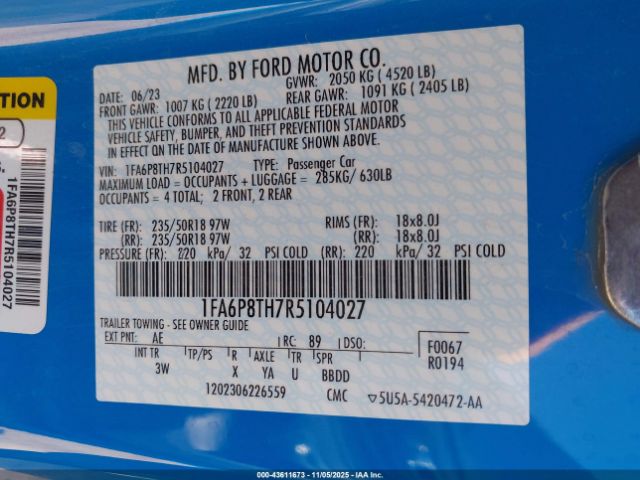 MFD. BY FORD MOTOR CO.
DATE: 06/23 GVWR: 2050 KG ( 4520 LB)
FRONT GAWR: 1007 KG ( 2220 LB) REAR GAWR: 1091 KG ( 2405 LB)
THIS VEHICLE CONFORMS TO ALL APPLICABLE FEDERAL MOTOR
VEHICLE SAFETY, BUMPER, AND THEFT PREVENTION STANDARDS
IN EFFECT ON THE DATE OF MANUFACTURE SHOWN ABOVE.
VIN: 1FA6P8TH7R5104027 TYPE: Passenger Car
MAXIMUM LOAD = OCCUPANTS + LUGGAGE = 285KG/ 630LB
OCCUPANTS = 4 TOTAL; 2 FRONT, 2 REAR
TIRE (FR): 235/50R18 97W RIMS (FR): 18x8.0J
(RR): 235/50R18 97W (RR): 18x8.0J
PRESSURE (FR): 220 kPa/ 32 PSI COLD (RR): 220 kPa/ 32 PSI COLD
1FA6P8TH7R5104027
TRAILER TOWING - SEE OWNER GUIDE
EXT PNT: AE RC: 89 DSO:
INT TR TP/PS R AXLE TR SPR
3W X YA U BBDD
F0067
R0194
1202306226559 CMC 5U5A-5420472-AA
TION
2
1FA6P8TH7R5104027
000-43611673 - 11/05/2025 - IAA Inc.